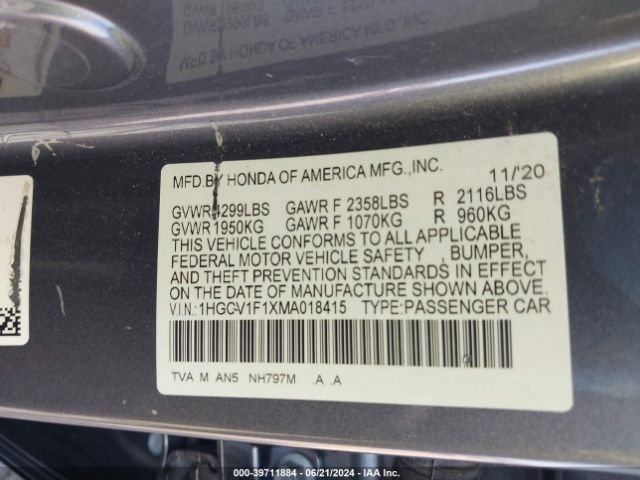 MFD.BY HONDA OF AMERICA MFG.,INC. 11/'20
GVWR 4299LBS GAWR F 2358LBS R 2116LBS
GVWR 1950KG GAWR F 1070KG R 960KG
THIS VEHICLE CONFORMS TO ALL APPLICABLE
FEDERAL MOTOR VEHICLE SAFETY , BUMPER,
AND THEFT PREVENTION STANDARDS IN EFFECT
ON THE DATE OF MANUFACTURE SHOWN ABOVE.
V.I.N.: 1HGCV1F1XMA018415 TYPE:PASSENGER CAR
TVA M AN5 NH797M .A .A
000-39711884 | 06/21/2024 | IAA Inc.